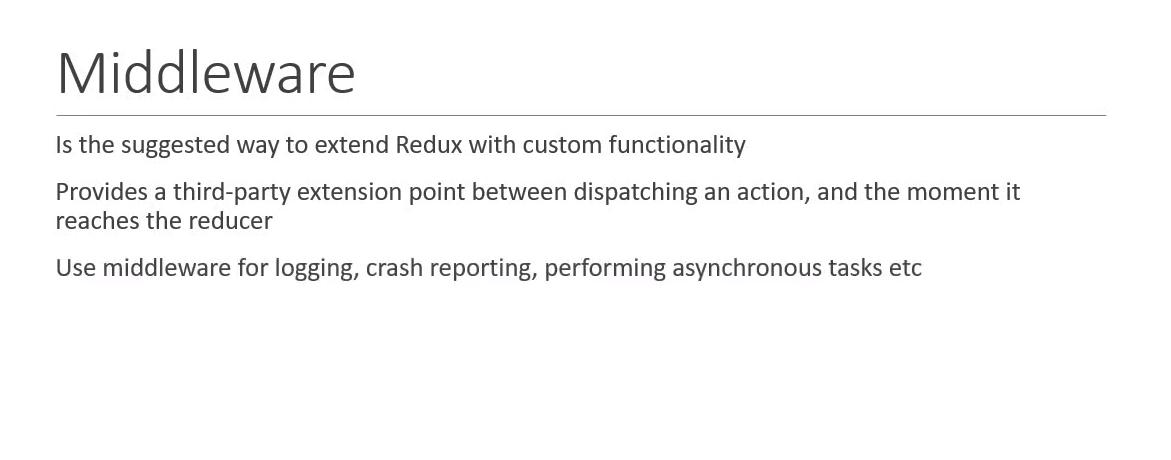 Middleware
Is the suggested way to extend Redux with custom functionality
Provides a third-party extension point between dispatching an action, and the moment it
reaches the reducer
Use middleware for logging, crash reporting, performing asynchronous tasks etc